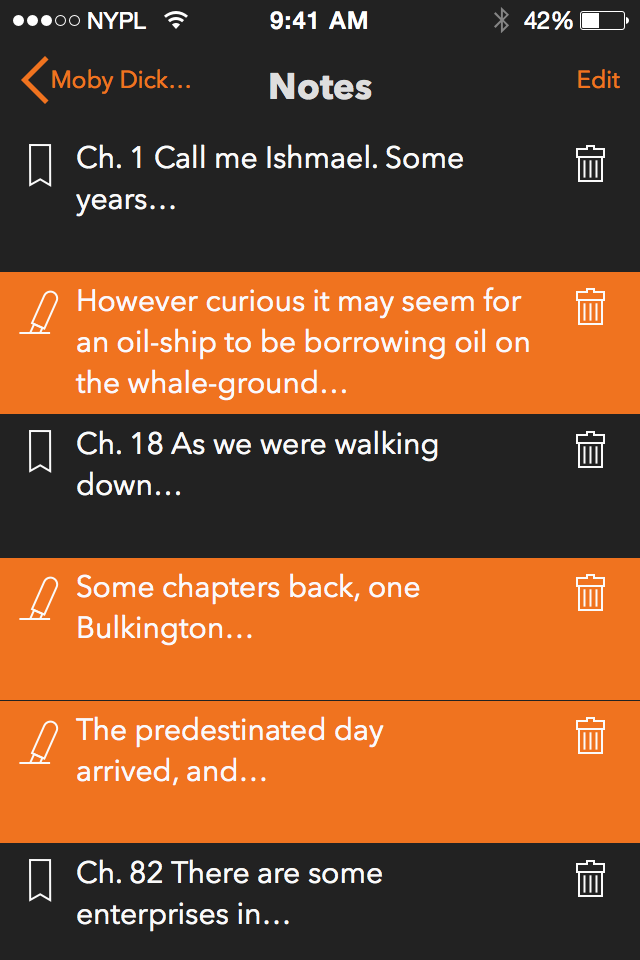 NYPL 9:41 AM 42%
Moby Dick… Notes Edit
Ch. 1 Call me Ishmael. Some
years…
However curious it may seem for
an oil-ship to be borrowing oil on
the whale-ground…
Ch. 18 As we were walking
down…
Some chapters back, one
Bulkington…
The predestinated day
arrived, and…
Ch. 82 There are some
enterprises in…